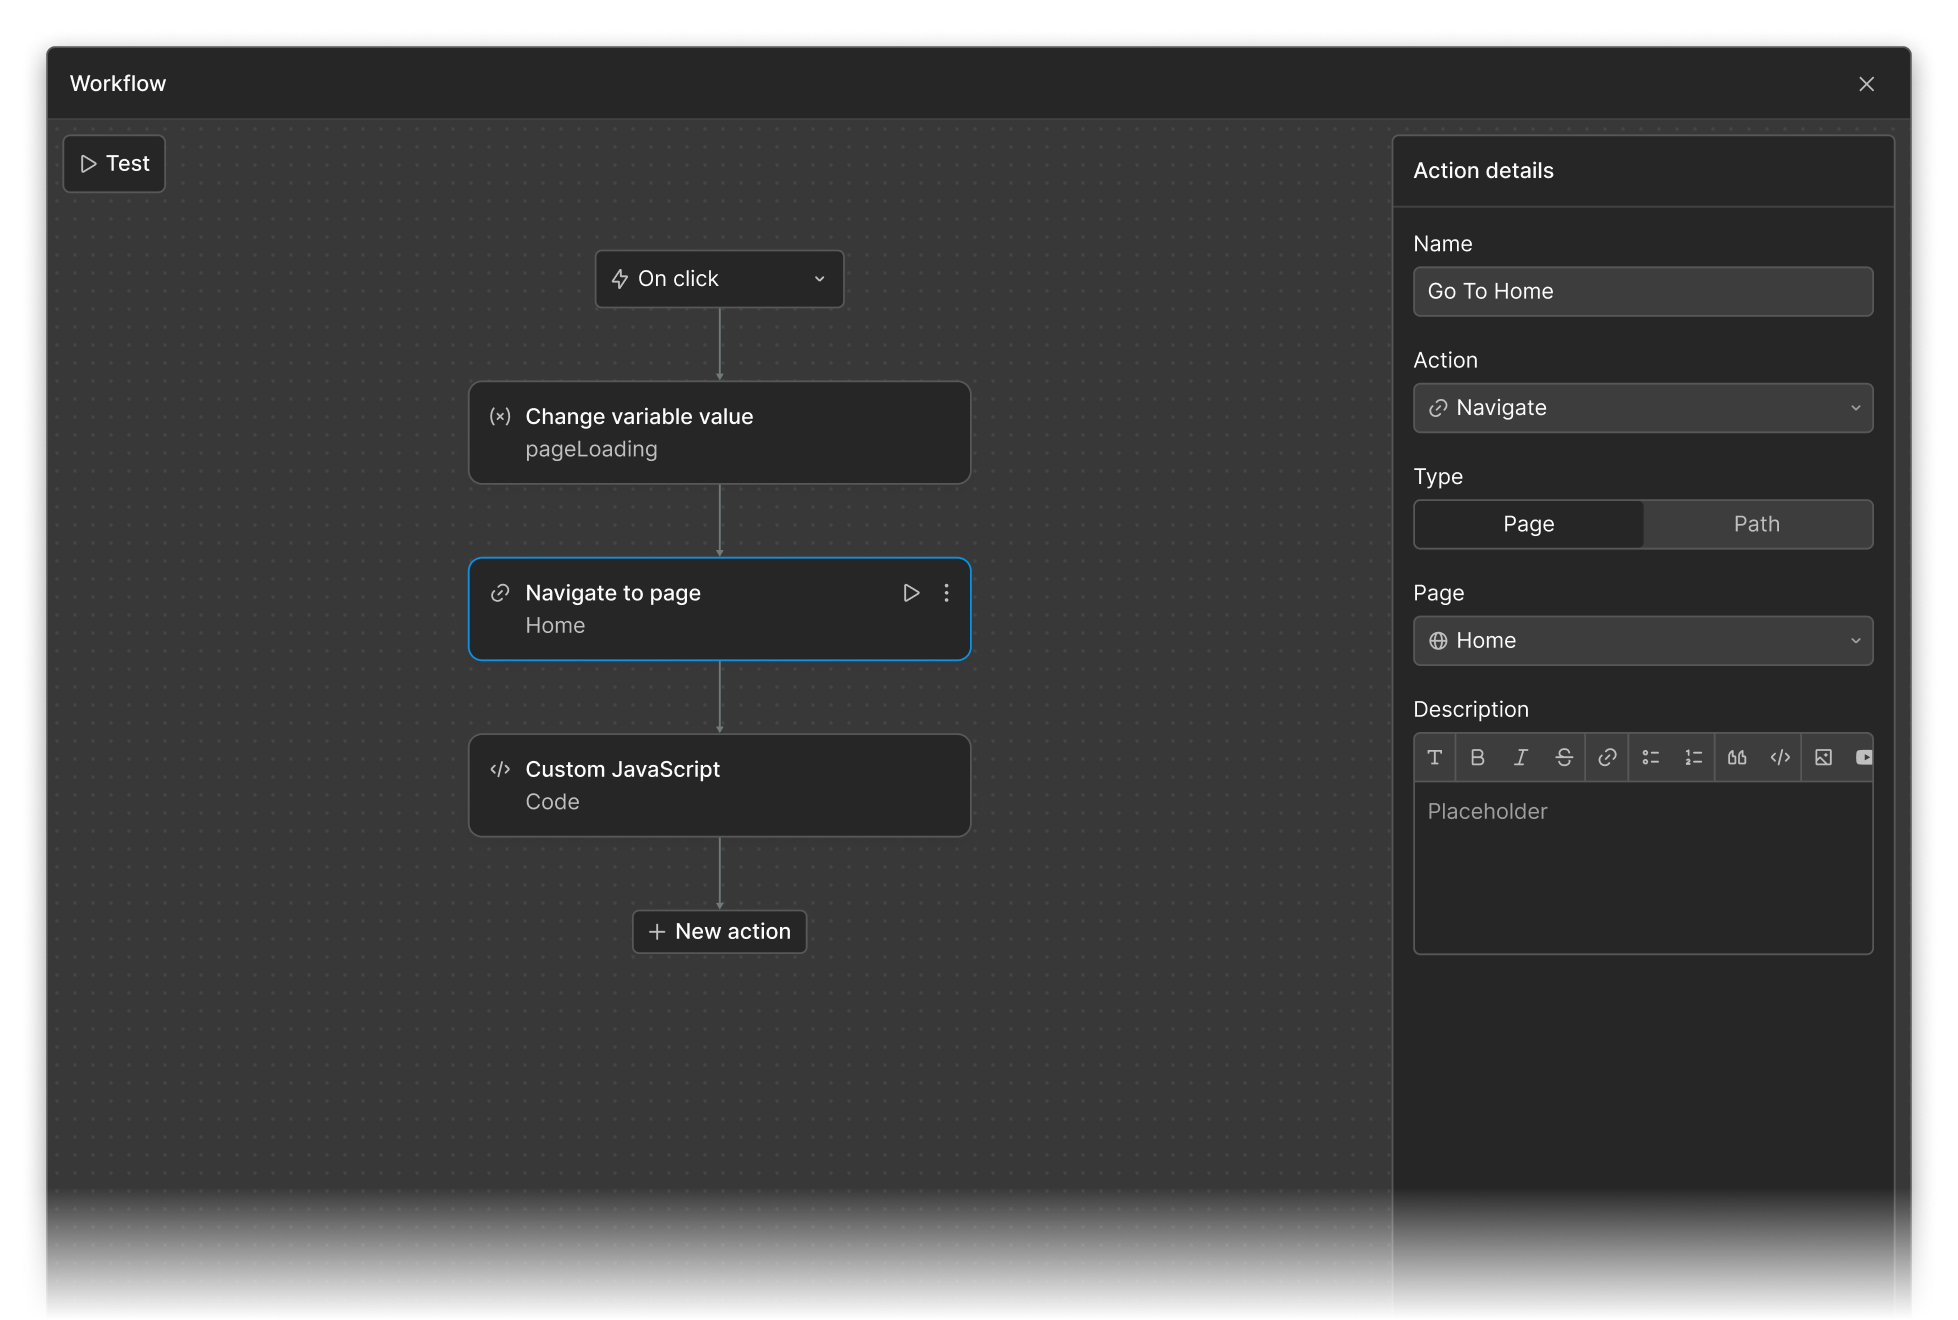 Workflow
Test
On click
Change variable value
pageLoading
Navigate to page
Home
Custom JavaScript
Code
New action
Action details
Name
Go To Home
Action
Navigate
Type
Page Path
Page
Home
Description
Placeholder